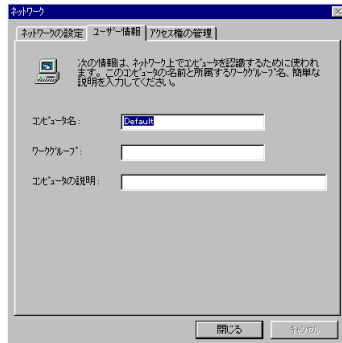 ﾈｯﾄﾜｰｸ
ﾈｯﾄﾜｰｸの設定 ﾕｰｻﾞｰ情報 ｱｸｾｽ権の管理
次の情報は、ﾈｯﾄﾜｰｸ上でｺﾝﾋﾟｭｰﾀを認識するために使われ
ます。このｺﾝﾋﾟｭｰﾀの名前と所属するﾜｰｸｸﾞﾙｰﾌﾟ名、簡単な
説明を入力してください。
ｺﾝﾋﾟｭｰﾀ名:
Default
ﾜｰｸｸﾞﾙｰﾌﾟ:
ｺﾝﾋﾟｭｰﾀの説明:
閉じる ｷｬﾝｾﾙ